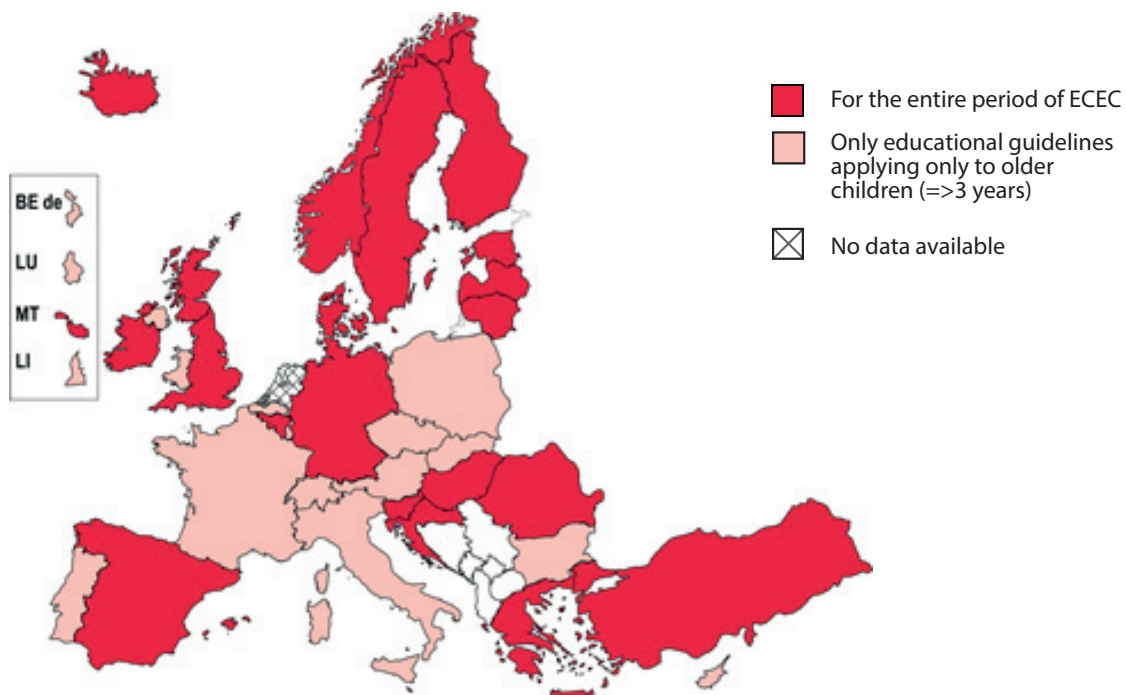 For the entire period of ECEC
Only educational guidelines
applying only to older
children (=>3 years)
No data available
BE de
LU
MT
LI